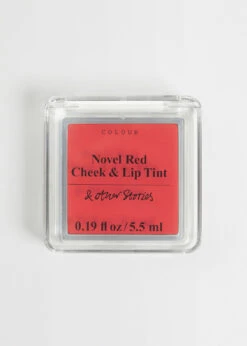 COLOUR
Novel Red
Cheek & Lip Tint
& other Stories
0.19 fl oz / 5.5 ml